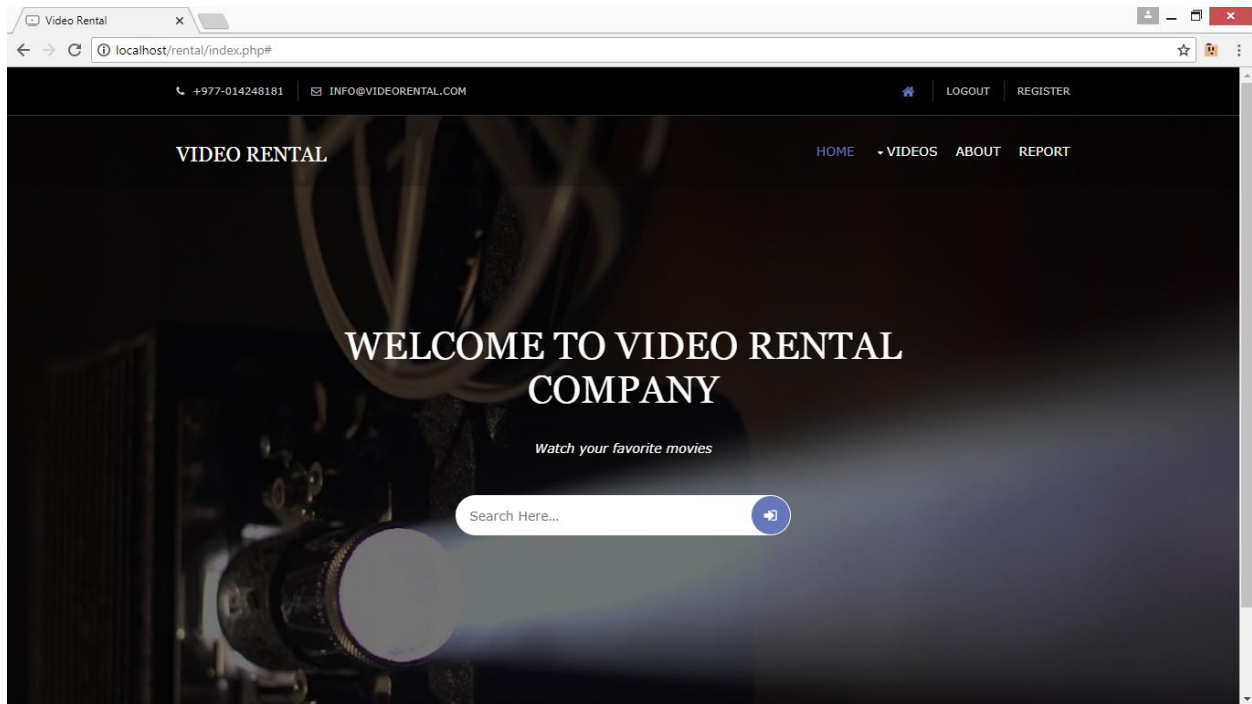 Video Rental
localhost/rental/index.php#
+977-014248181 INFO@VIDEORENTAL.COM LOGOUT REGISTER
VIDEO RENTAL HOME VIDEOS ABOUT REPORT
WELCOME TO VIDEO RENTAL
COMPANY
Watch your favorite movies
Search Here...